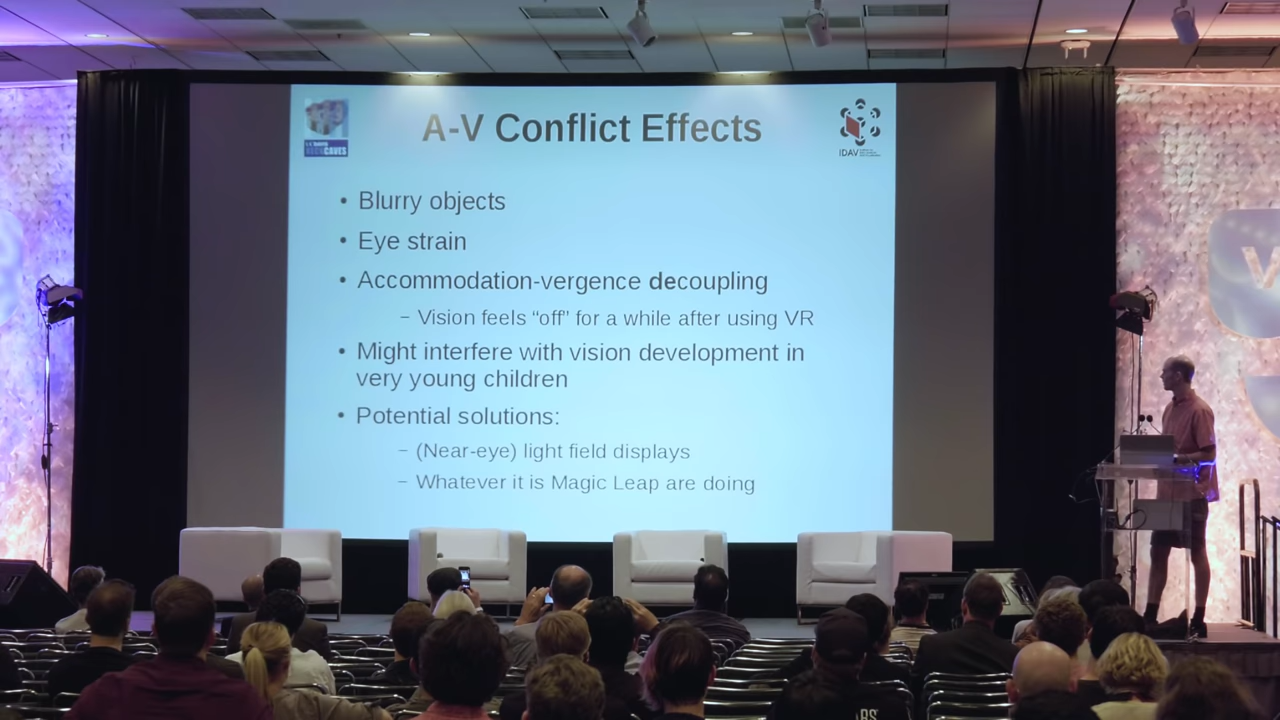 A-V Conflict Effects
IDAV
• Blurry objects
• Eye strain
• Accommodation-vergence decoupling
– Vision feels “off” for a while after using VR
• Might interfere with vision development in
very young children
• Potential solutions:
– (Near-eye) light field displays
– Whatever it is Magic Leap are doing